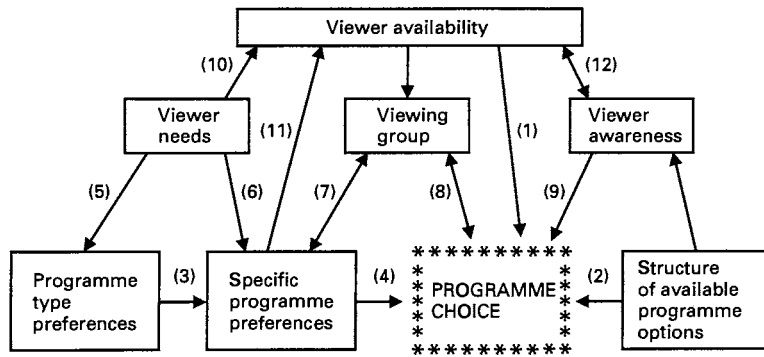 Viewer availability
(10)
(12)
Viewer
needs
(11)
Viewing
group
(1)
Viewer
awareness
(5)
(6)
(7)
(8)
(9)
Programme
type
preferences
(3)
Specific
programme
preferences
(4)
PROGRAMME
CHOICE
(2)
Structure
of available
programme
options